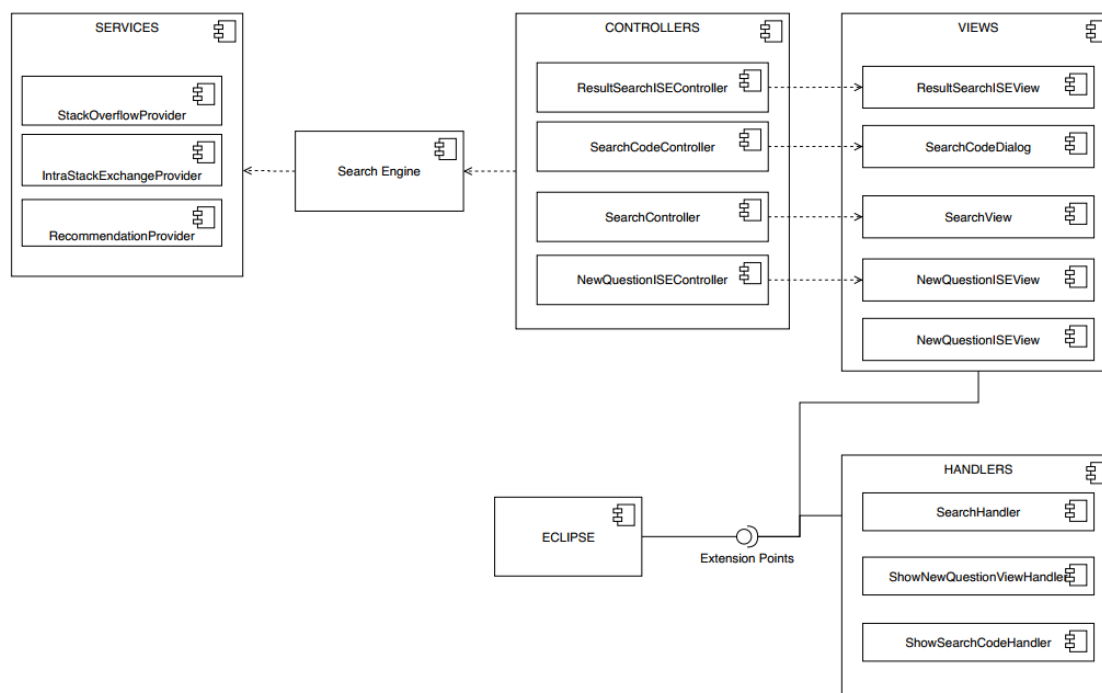 SERVICES
StackOverflowProvider
IntraStackExchangeProvider
RecommendationProvider
Search Engine
CONTROLLERS
ResultSearchISEController
SearchCodeController
SearchController
NewQuestionISEController
VIEWS
ResultSearchISEView
SearchCodeDialog
SearchView
NewQuestionISEView
NewQuestionISEView
ECLIPSE
Extension Points
HANDLERS
SearchHandler
ShowNewQuestionViewHandler
ShowSearchCodeHandler